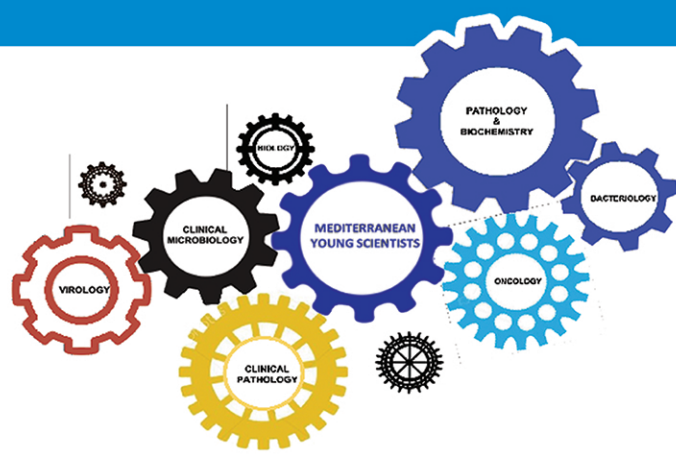 PATHOLOGY
&
BIOCHEMISTRY
BIOLOGY
BACTERIOLOGY
CLINICAL
MICROBIOLOGY
MEDITERRANEAN
YOUNG SCIENTISTS
VIROLOGY
ONCOLOGY
CLINICAL
PATHOLOGY